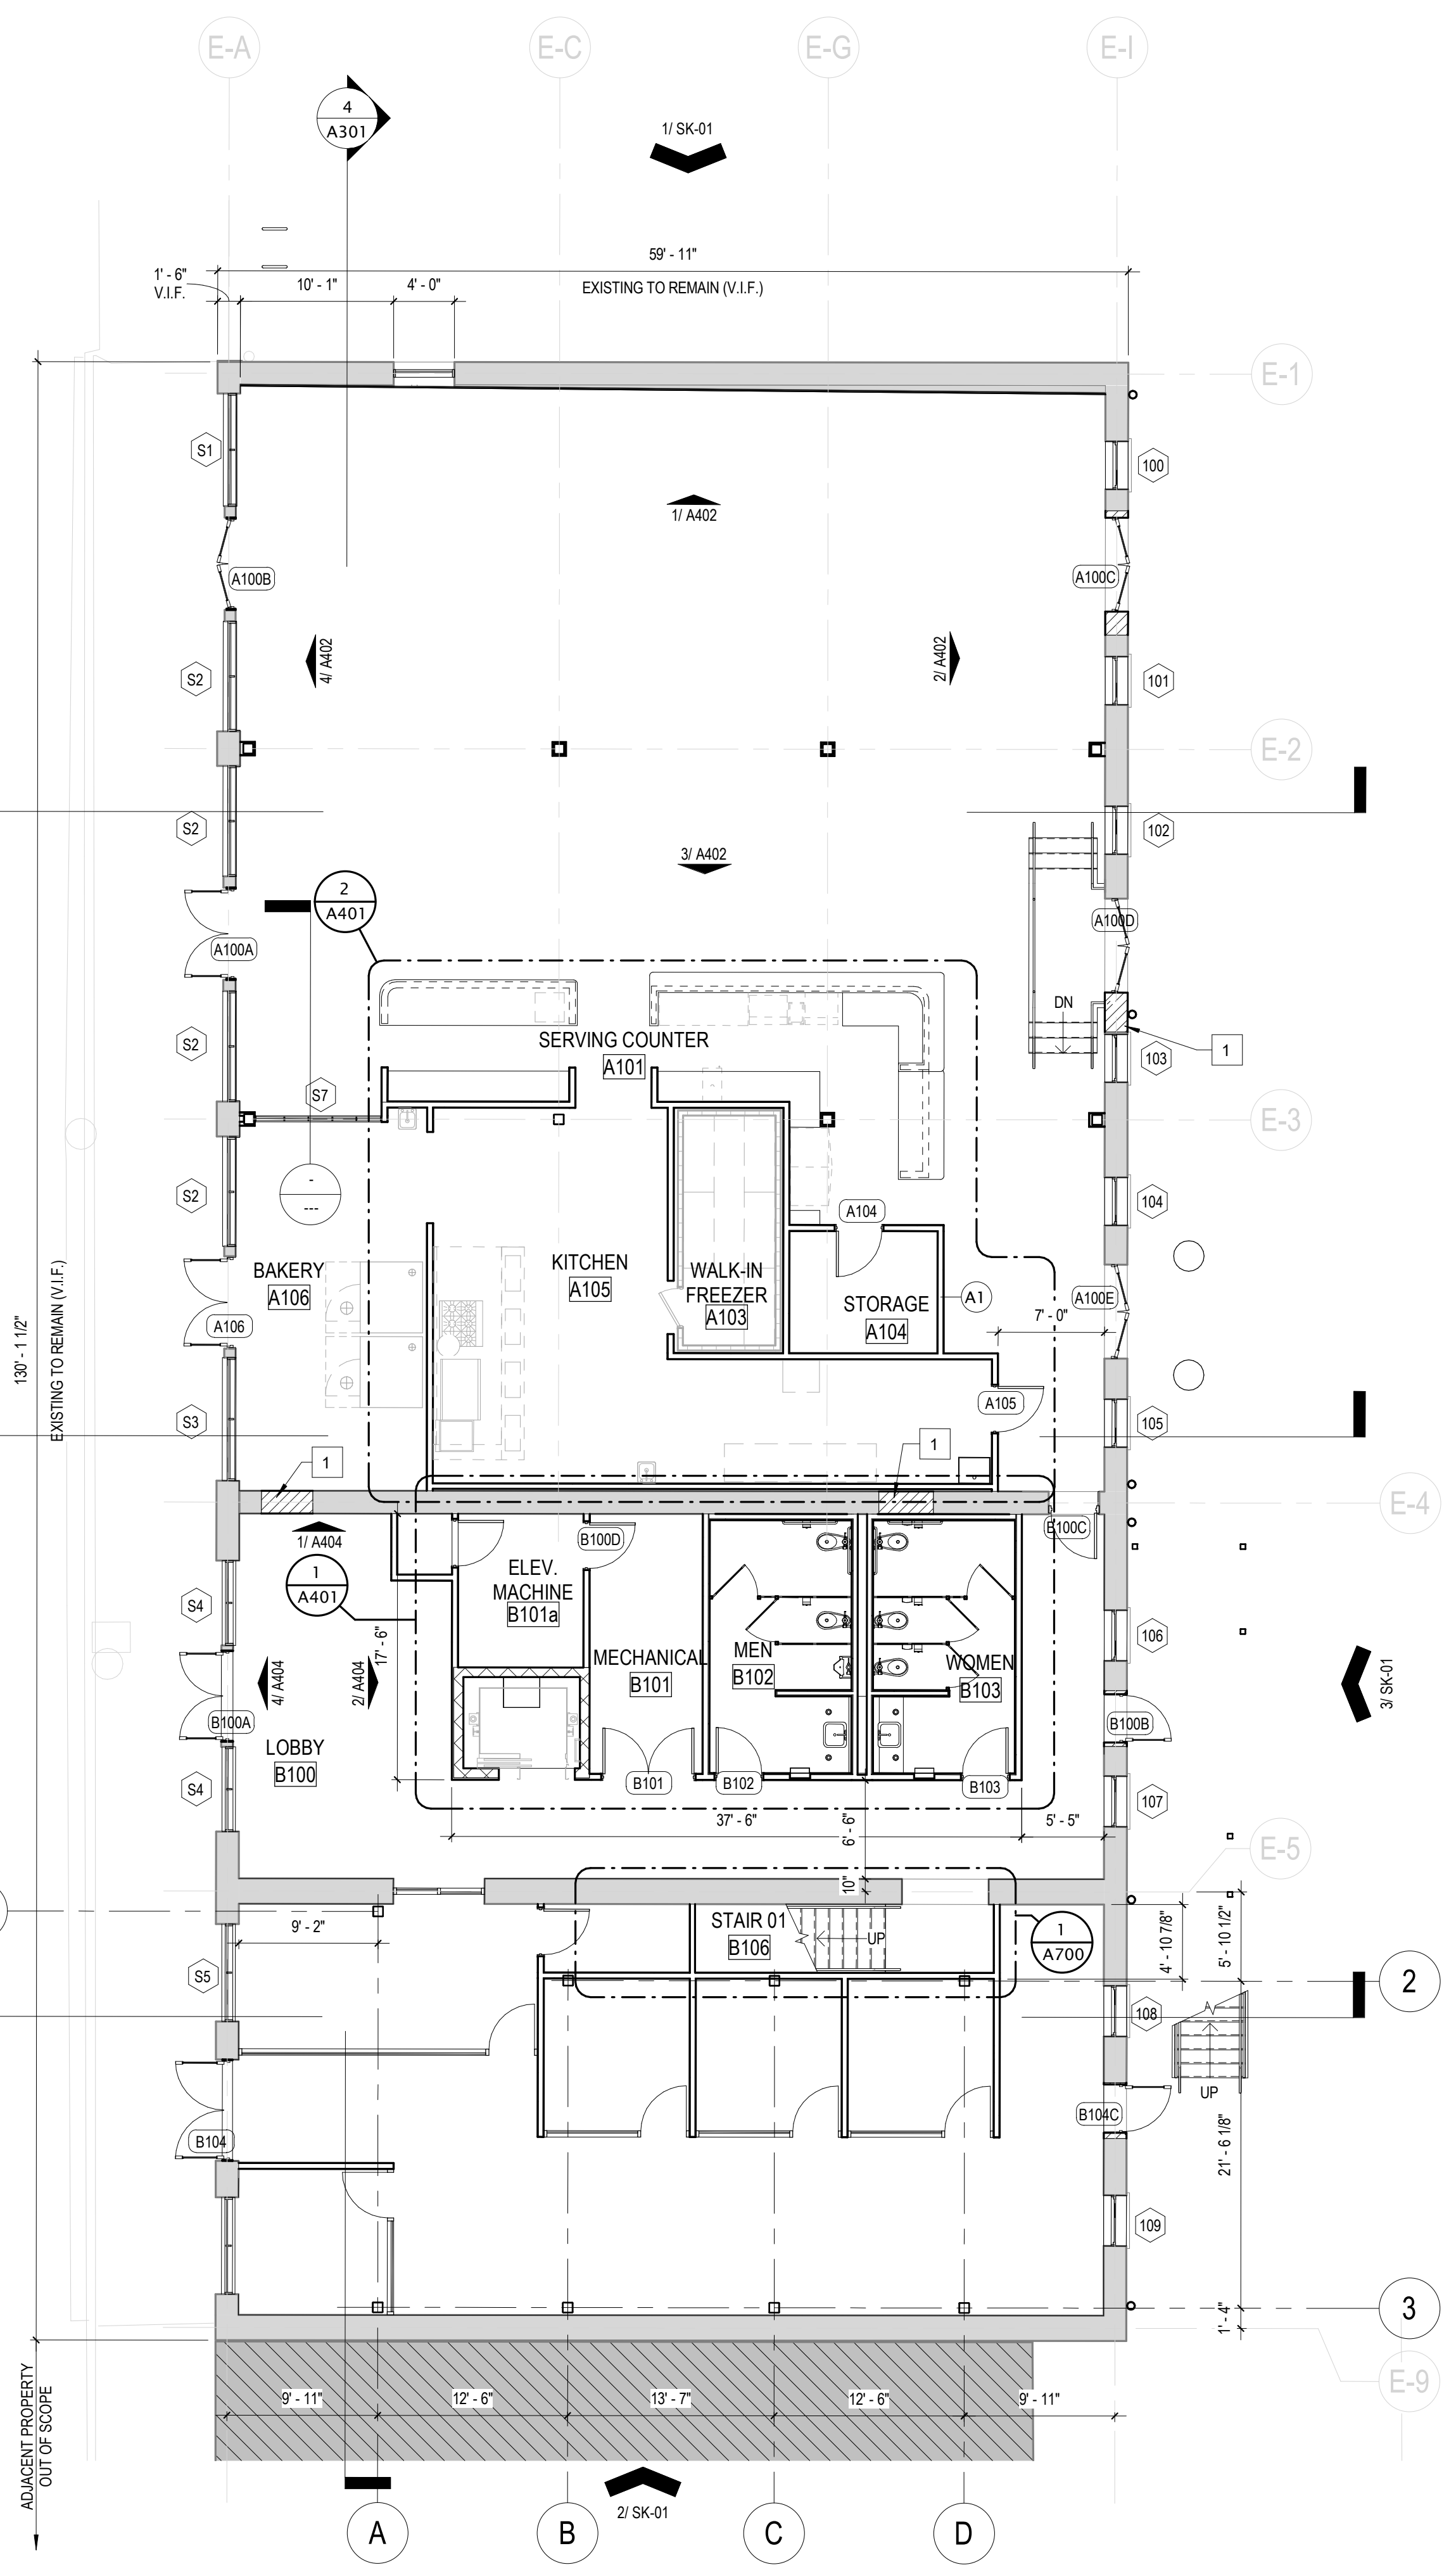 E-A
E-C
E-G
E-I
4
A301
1/ SK-01
59' - 11"
1' - 6"
V.I.F.
10' - 1"
4' - 0"
EXISTING TO REMAIN (V.I.F.)
E-1
S1
100
1/ A402
A100B
A100C
4/ A402
2/ A402
S2
101
E-2
S2
102
3/ A402
2
A401
A100A
A100D
DN
S2
SERVING COUNTER
A101
1
103
S7
E-3
-
---
S2
104
A104
BAKERY
A106
KITCHEN
A105
WALK-IN
FREEZER
A103
STORAGE
A104
A1
A100E
7' - 0"
A106
130' - 1 1/2"
EXISTING TO REMAIN (V.I.F.)
A105
S3
105
1
1
E-4
1/ A404
B100D
B100C
1
A401
ELEV.
MACHINE
B101a
S4
106
17' - 6"
MECHANICAL
B101
MEN
B102
WOMEN
B103
4/ A404
2/ A404
3/ SK-01
B100A
B100B
LOBBY
B100
S4
B101
B102
B103
107
37' - 6"
6' - 6"
5' - 5"
E-5
10"
9' - 2"
STAIR 01
B106
UP
1
A700
4' - 10 7/8"
5' - 10 1/2"
S5
2
108
UP
B104
B104C
21' - 6 1/8"
109
3
1' - 4"
E-9
ADJACENT PROPERTY
OUT OF SCOPE
9' - 11"
12' - 6"
13' - 7"
12' - 6"
9' - 11"
2/ SK-01
A
B
C
D